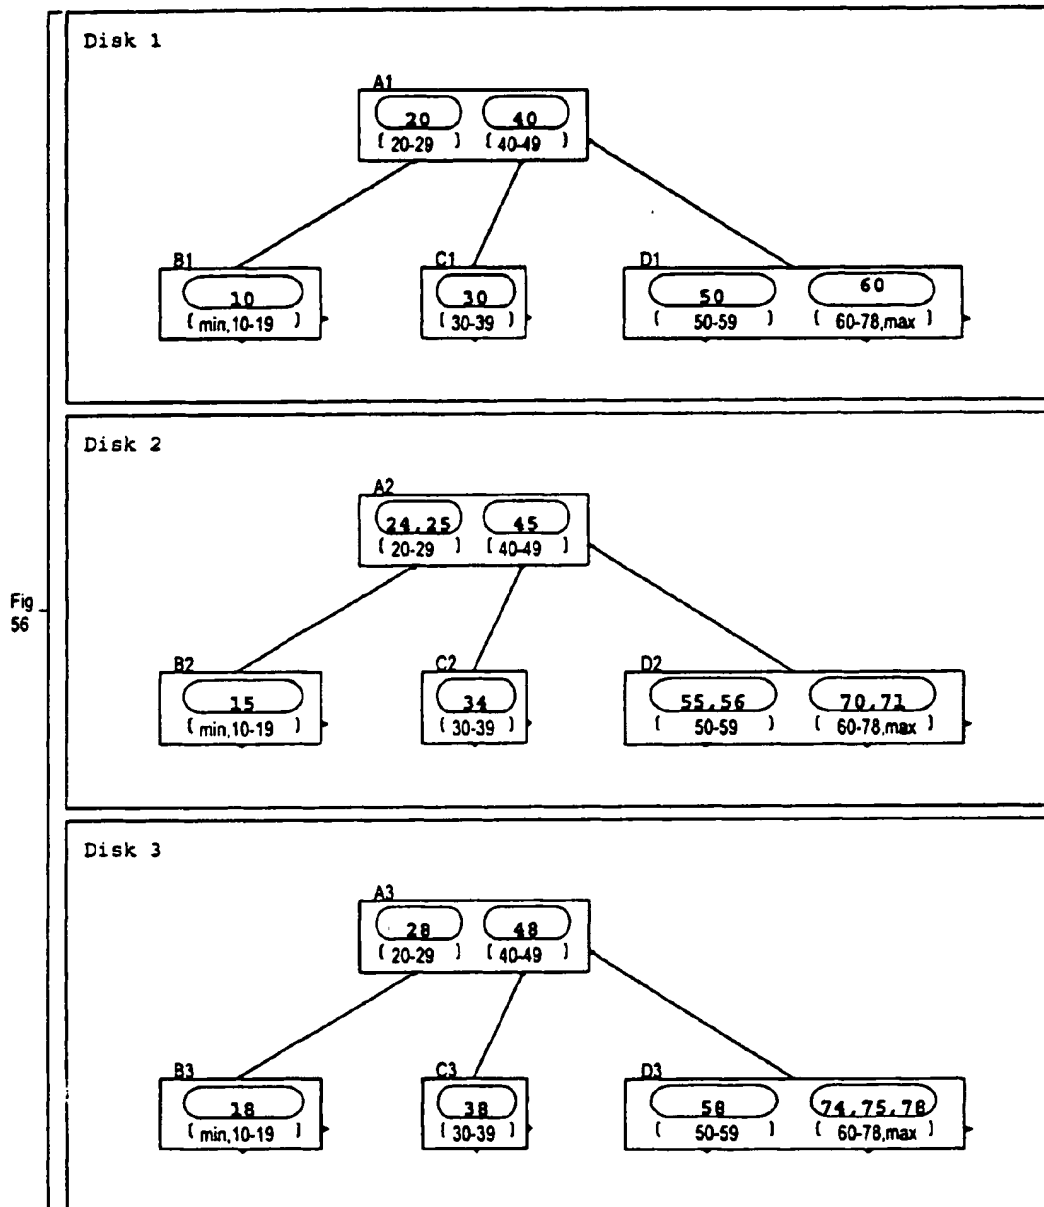 Disk 1
A1
20 40
( 20-29 ) ( 40-49 )
B1 C1 D1
10 30 50 60
( min,10-19 ) ( 30-39 ) ( 50-59 ) ( 60-78,max )
Disk 2
A2
24,25 45
( 20-29 ) ( 40-49 )
Fig
56
B2 C2 D2
15 34 55,56 70,71
( min,10-19 ) ( 30-39 ) ( 50-59 ) ( 60-78,max )
Disk 3
A3
28 48
( 20-29 ) ( 40-49 )
B3 C3 D3
18 38 58 74,75,78
( min,10-19 ) ( 30-39 ) ( 50-59 ) ( 60-78,max )